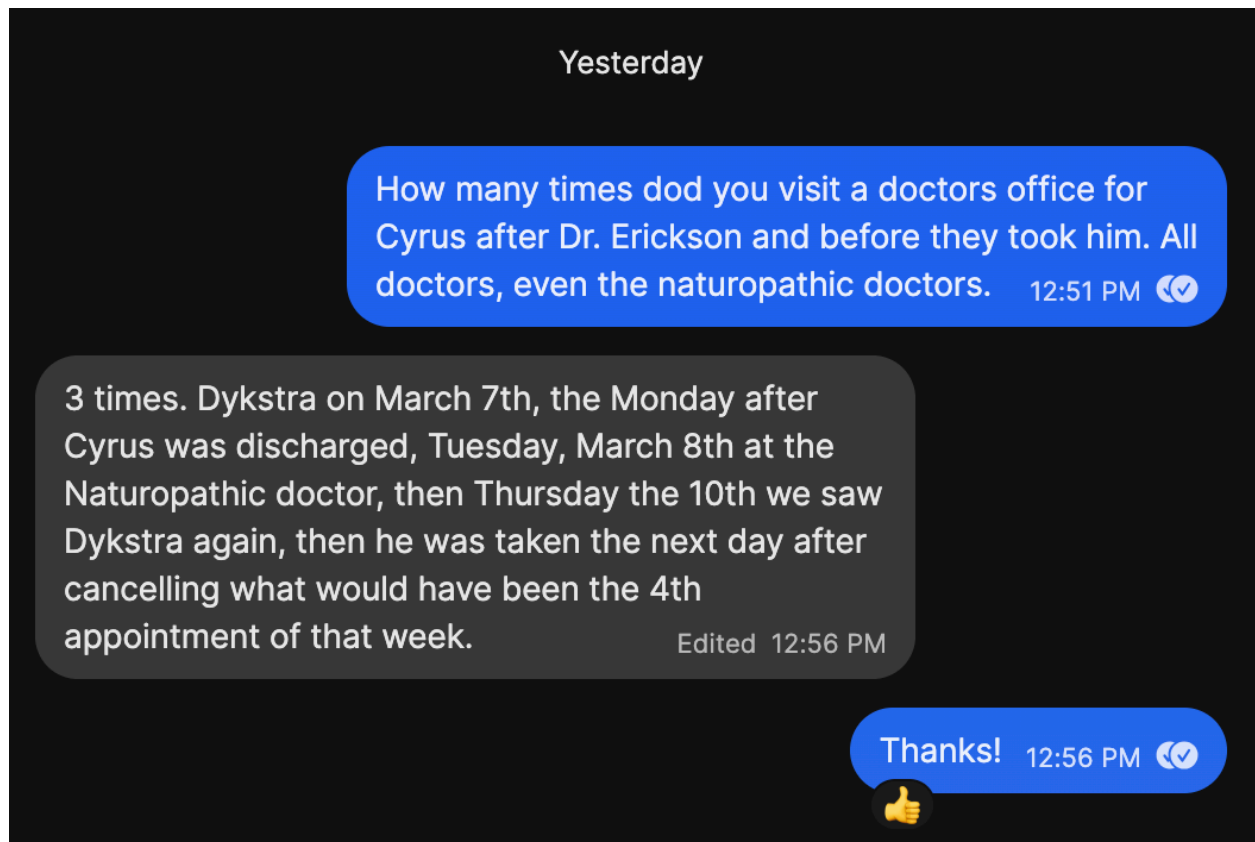 Yesterday
How many times dod you visit a doctors office for
Cyrus after Dr. Erickson and before they took him. All
doctors, even the naturopathic doctors. 12:51 PM
3 times. Dykstra on March 7th, the Monday after
Cyrus was discharged, Tuesday, March 8th at the
Naturopathic doctor, then Thursday the 10th we saw
Dykstra again, then he was taken the next day after
cancelling what would have been the 4th
appointment of that week. Edited 12:56 PM
Thanks! 12:56 PM